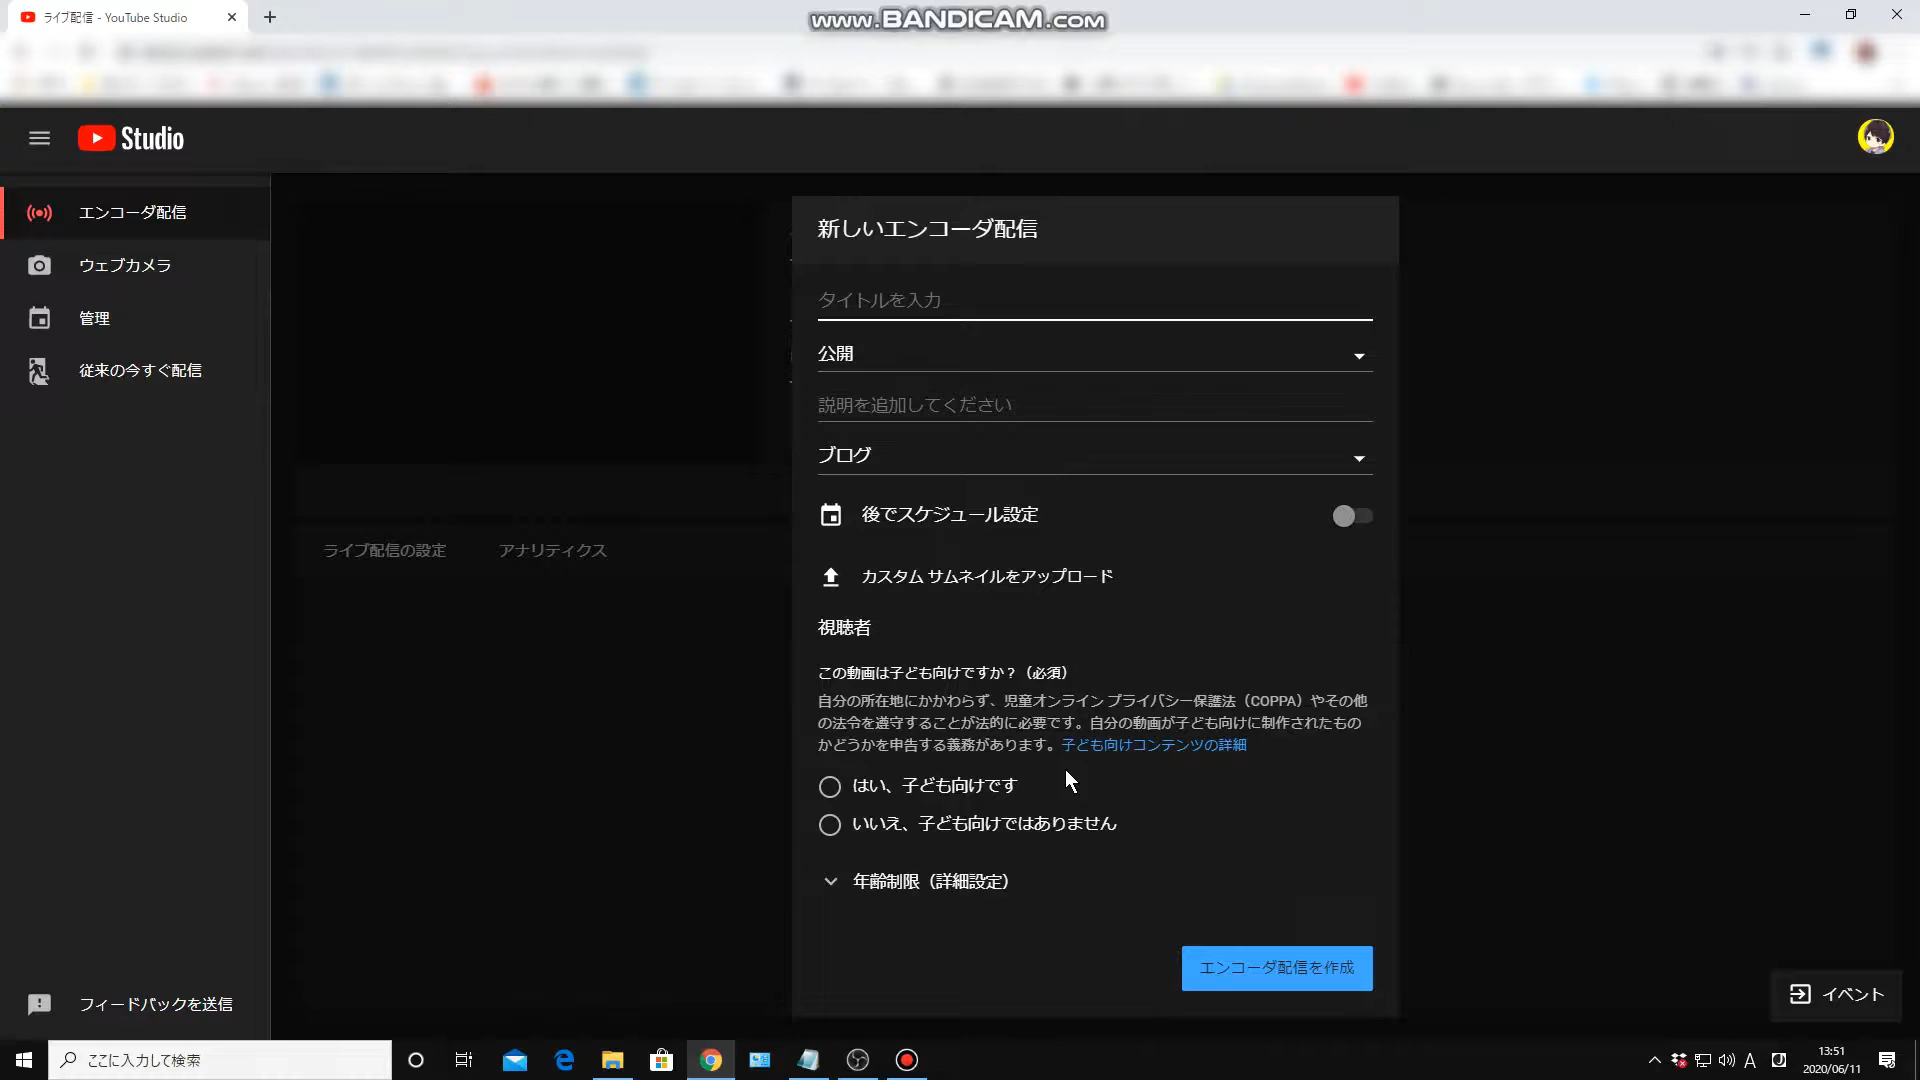 ライブ配信 - YouTube Studio
www.BANDICAM.com
Studio
エンコーダ配信
ウェブカメラ
管理
従来の今すぐ配信
ライブ配信の設定
アナリティクス
新しいエンコーダ配信
タイトルを入力
公開
説明を追加してください
ブログ
後でスケジュール設定
カスタム サムネイルをアップロード
視聴者
この動画は子ども向けですか？（必須）
自分の所在地にかかわらず、児童オンライン プライバシー保護法（COPPA）やその他
の法令を遵守することが法的に必要です。自分の動画が子ども向けに制作されたもの
かどうかを申告する義務があります。子ども向けコンテンツの詳細
はい、子ども向けです
いいえ、子ども向けではありません
年齢制限（詳細設定）
エンコーダ配信を作成
イベント
フィードバックを送信
ここに入力して検索
A
13:51
2020/06/11